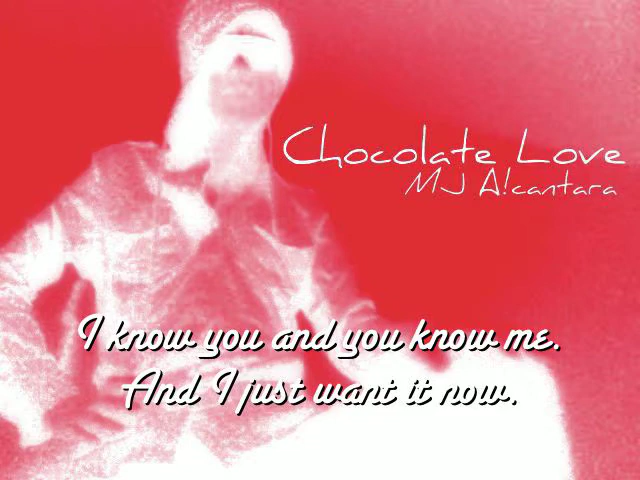 Chocolate Love
MJ A!cantara
I know you and you know me.
And I just want it now.